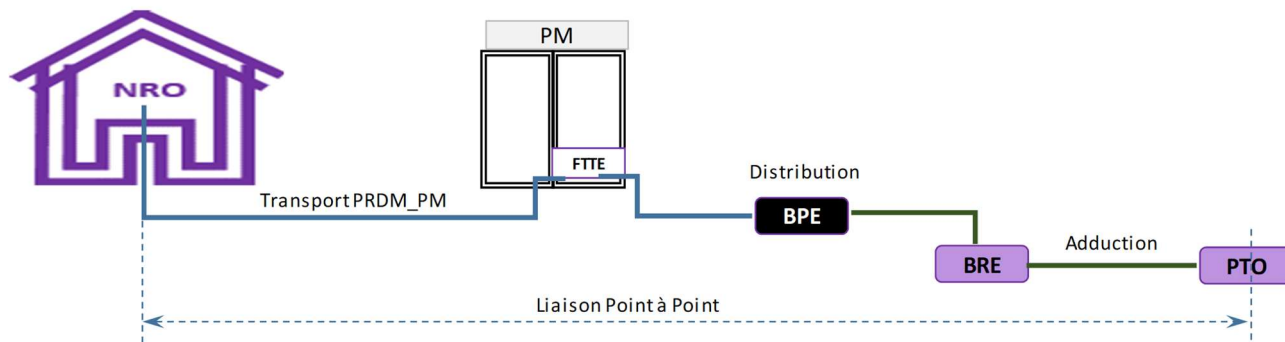 PM
NRO
FTTE
Distribution
Transport PRDM_PM
BPE
Adduction
BRE
PTO
Liaison Point à Point